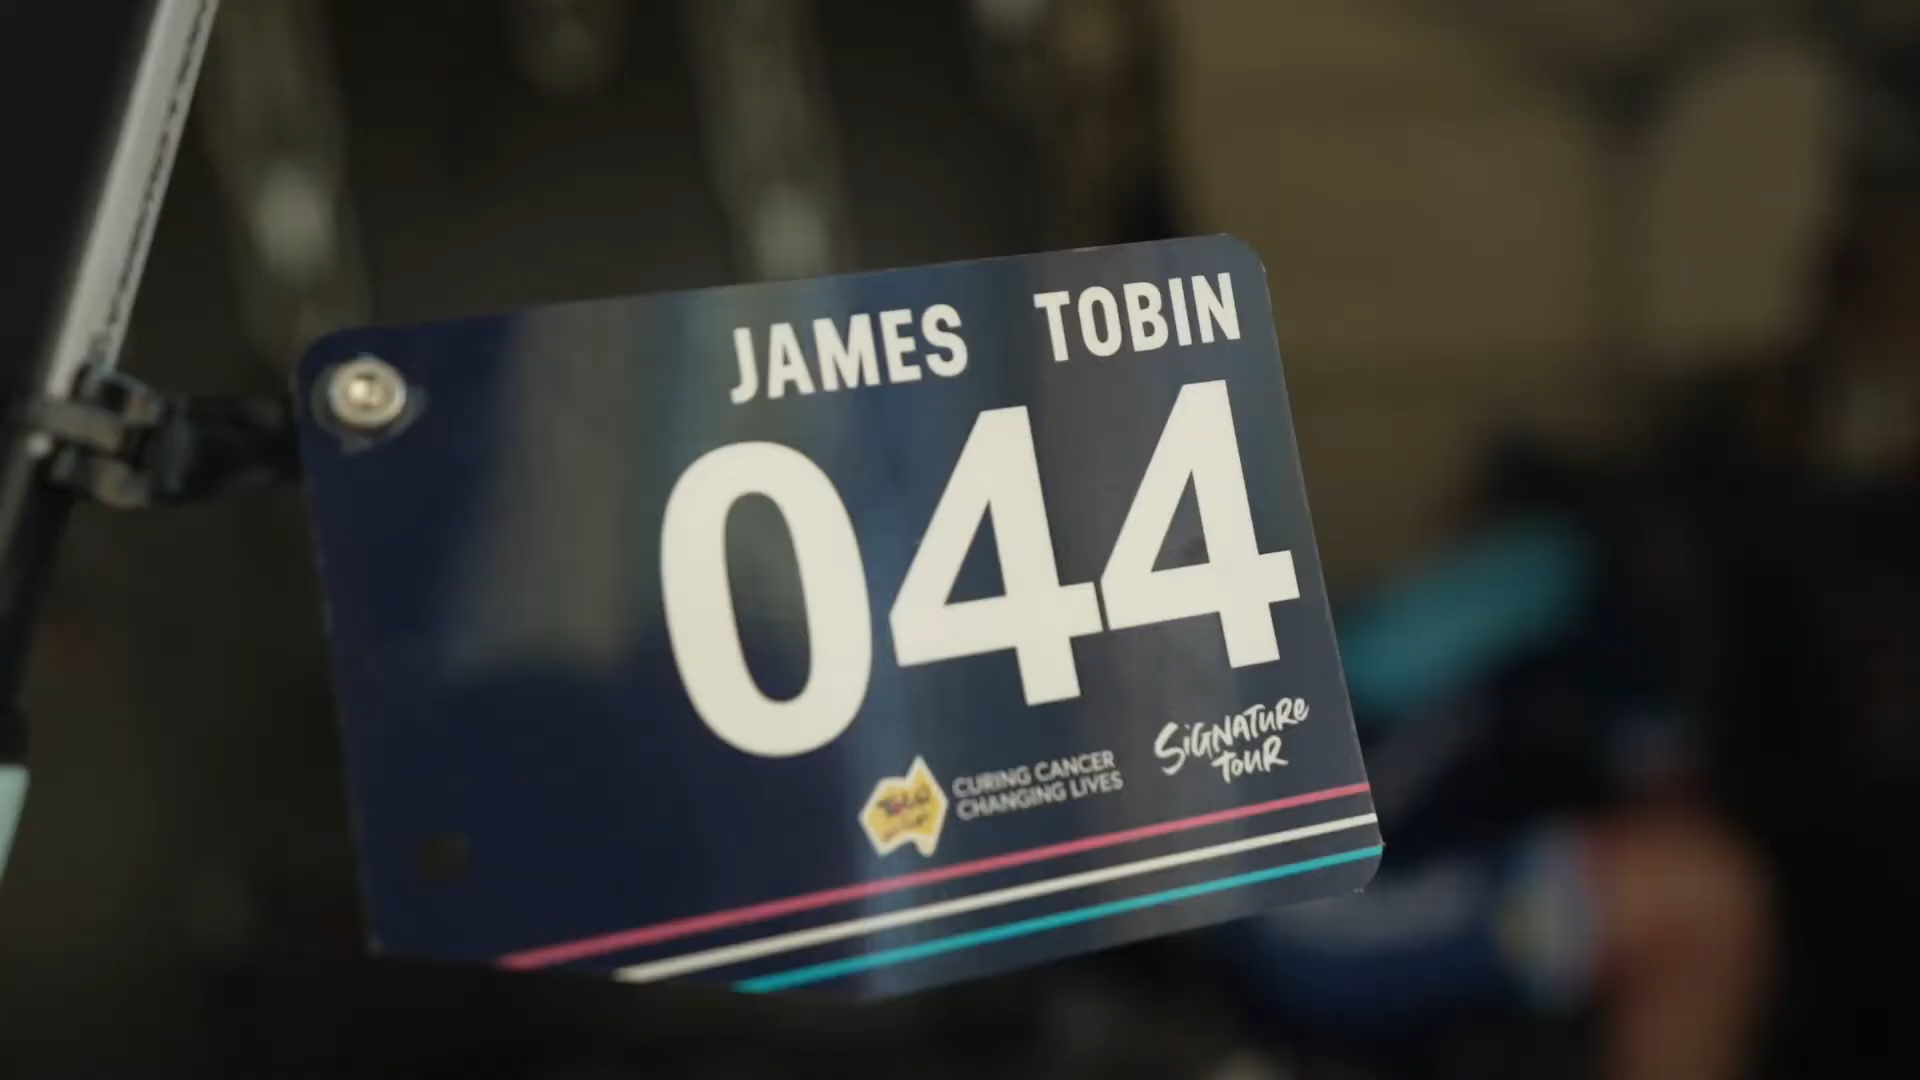 JAMES TOBIN
044
CURING CANCER
CHANGING LIVES
SiGNATURe
TOUR